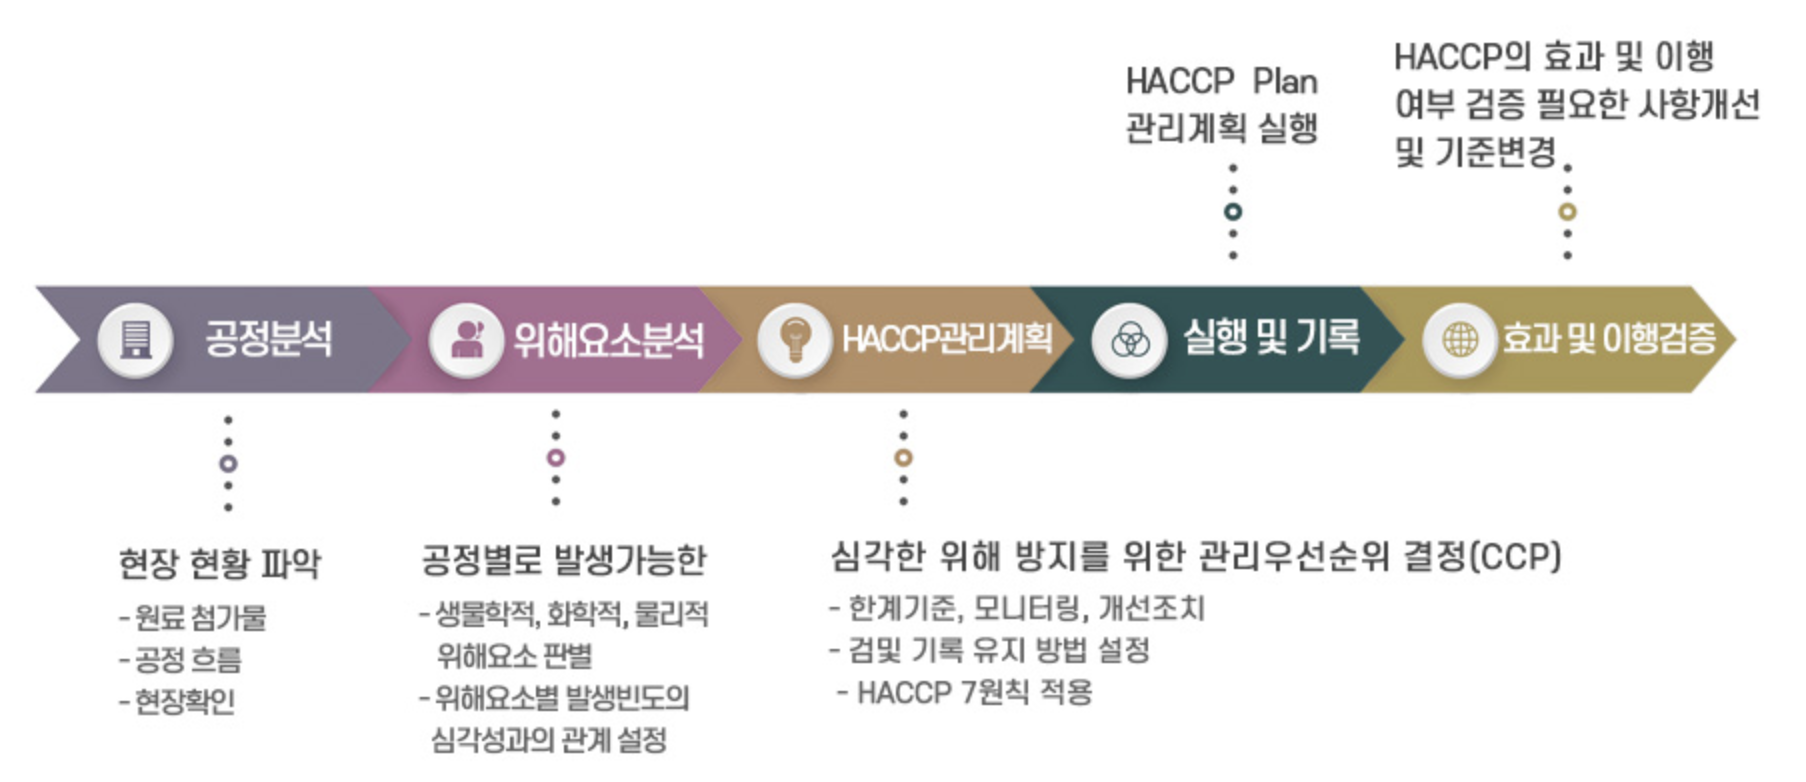 HACCP Plan
관리계획 실행
HACCP의 효과 및 이행
여부 검증 필요한 사항개선
및 기준변경
공정분석
위해요소분석
HACCP관리계획
실행 및 기록
효과 및 이행검증
현장 현황 파악
- 원료 첨가물
- 공정 흐름
- 현장확인
공정별로 발생가능한
- 생물학적, 화학적, 물리적
위해요소 판별
- 위해요소별 발생빈도의
심각성과의 관계 설정
심각한 위해 방지를 위한 관리우선순위 결정(CCP)
- 한계기준, 모니터링, 개선조치
- 검및 기록 유지 방법 설정
- HACCP 7원칙 적용